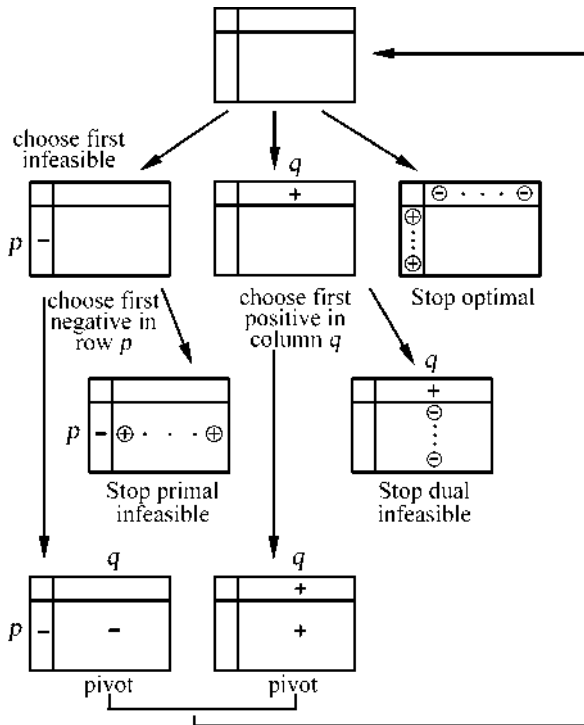 choose first
infeasible
q
+
⊖ · · · ⊖
⊕
⋮
⊕
p −
choose first
negative in
row p
choose first
positive in
column q
Stop optimal
p − ⊕ · · · ⊕
Stop primal
infeasible
q
+
⊖
⋮
⊖
Stop dual
infeasible
q
p − −
pivot
q
+
+
pivot